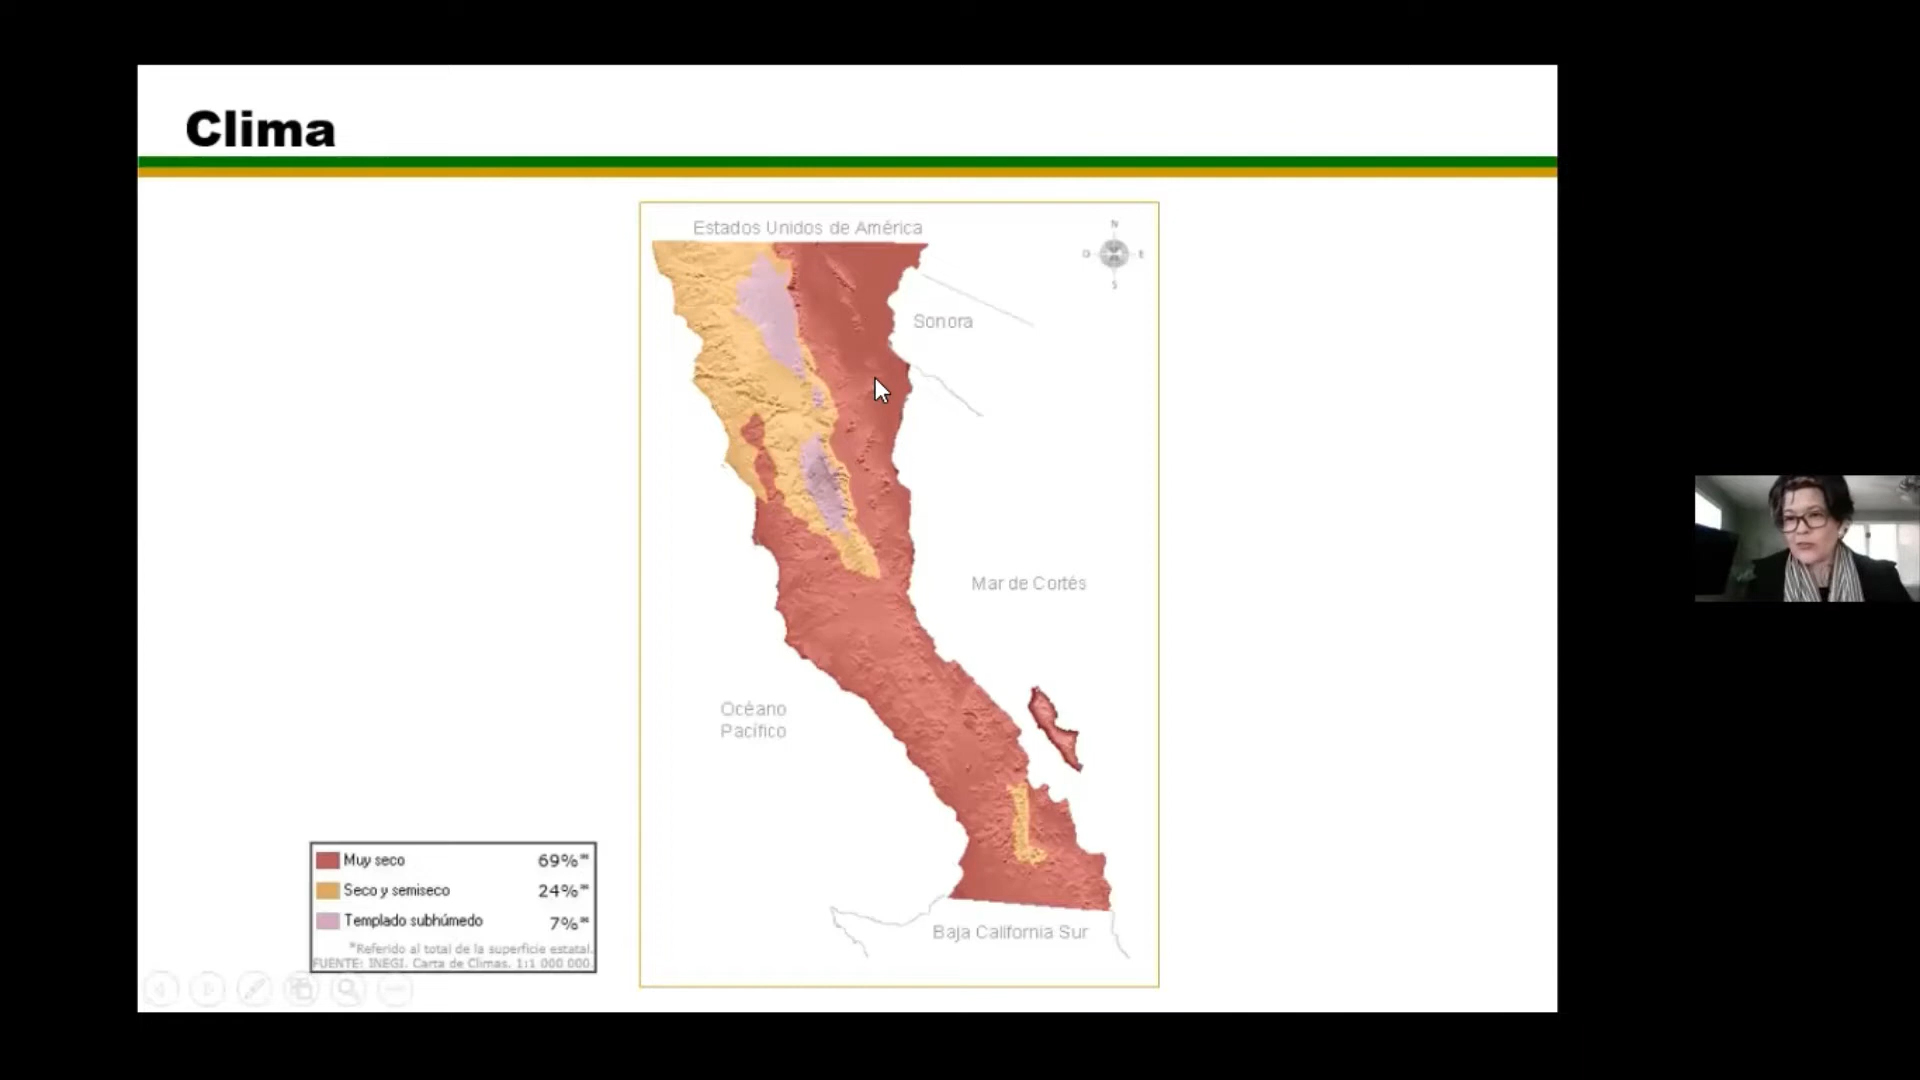 Clima
Estados Unidos de América
N
O
E
S
Sonora
Mar de Cortés
Océano
Pacífico
Muy seco 69%*
Seco y semiseco 24%*
Templado subhúmedo 7%*
*Referido al total de la superficie estatal.
FUENTE: INEGI. Carta de Climas. 1:1 000 000.
Baja California Sur